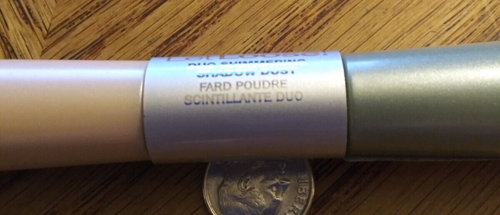 DUO SHIMMERING
SHADOW DUST
FARD POUDRE
SCINTILLANTE DUO